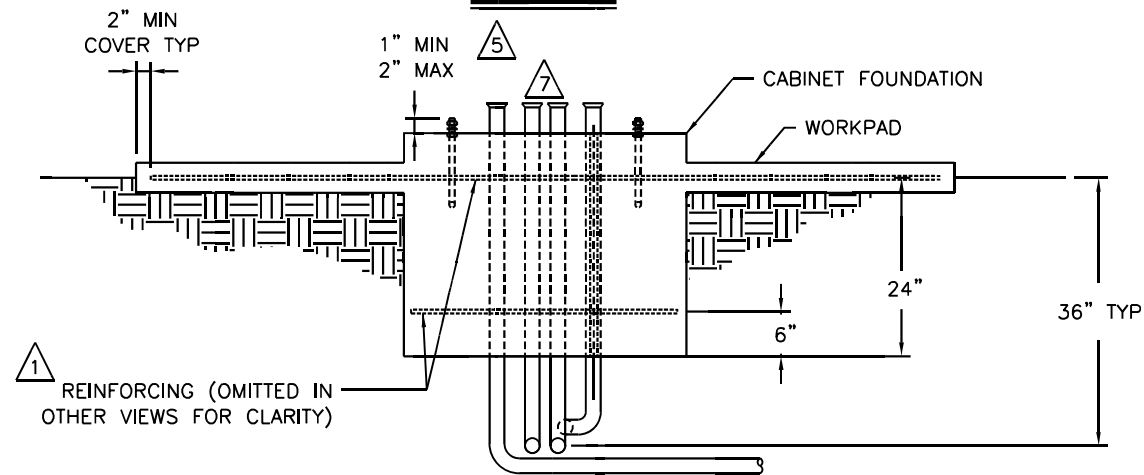 2" MIN
COVER TYP
1" MIN
2" MAX
5
7
CABINET FOUNDATION
WORKPAD
24"
36" TYP
6"
1
REINFORCING (OMITTED IN
OTHER VIEWS FOR CLARITY)